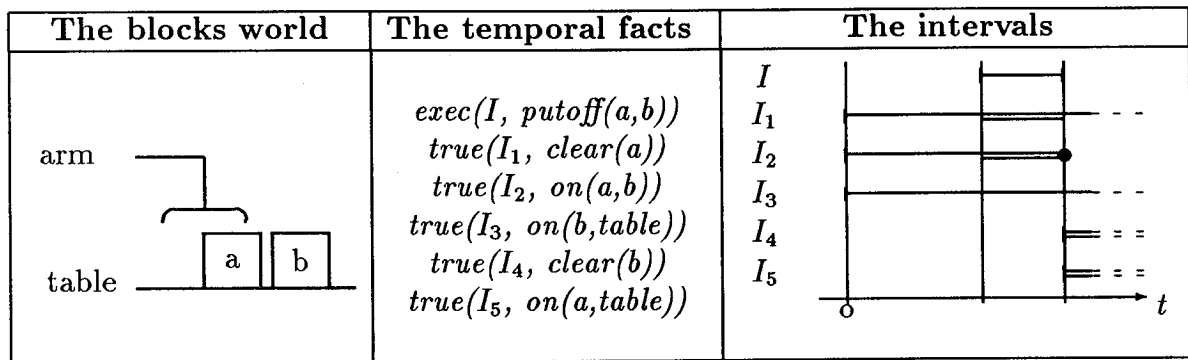 The blocks world The temporal facts The intervals
arm
table
a b
exec(I, putoff(a,b))
true(I₁, clear(a))
true(I₂, on(a,b))
true(I₃, on(b,table))
true(I₄, clear(b))
true(I₅, on(a,table))
I
I₁
I₂
I₃
I₄
I₅
o t